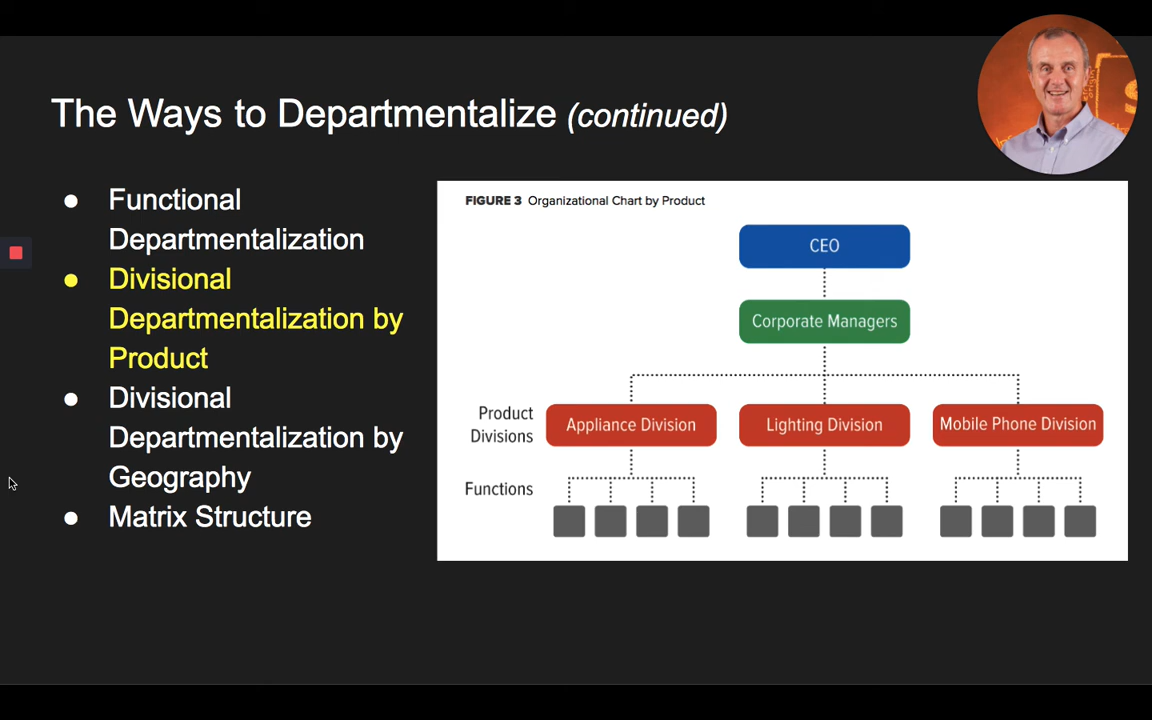 The Ways to Departmentalize (continued)
● Functional
Departmentalization
● Divisional
Departmentalization by
Product
● Divisional
Departmentalization by
Geography
● Matrix Structure
FIGURE 3 Organizational Chart by Product
CEO
Corporate Managers
Product
Divisions
Appliance Division
Lighting Division
Mobile Phone Division
Functions